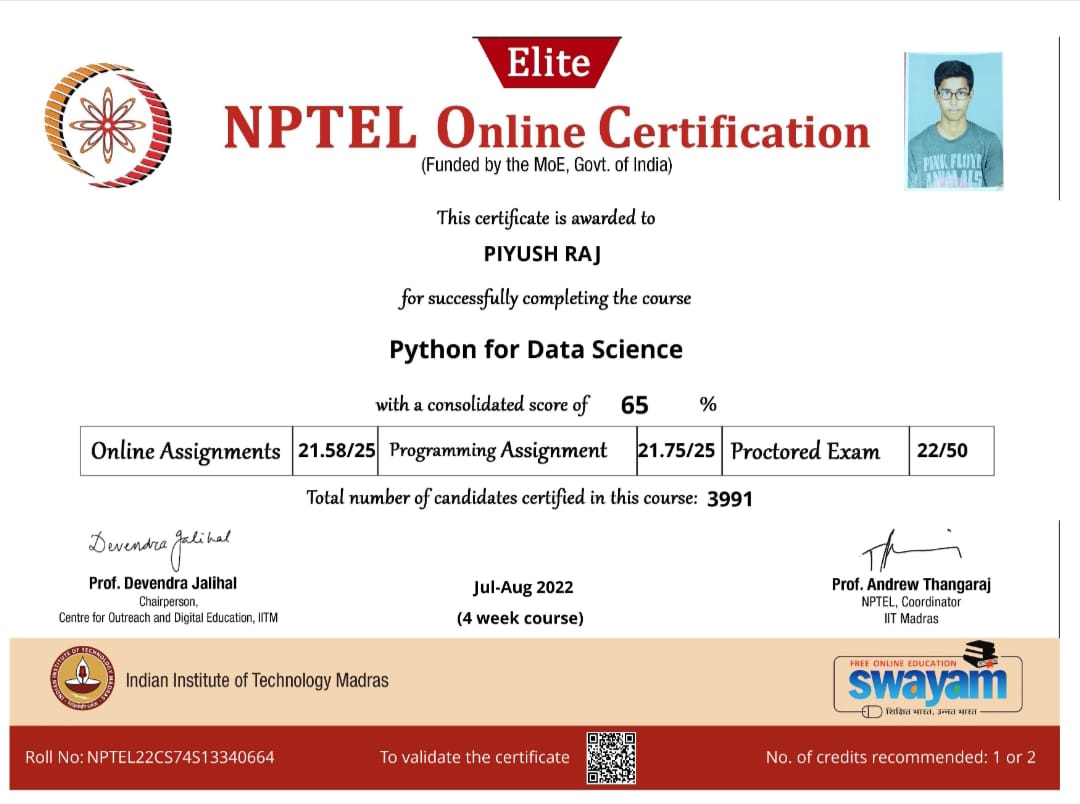 Elite
NPTEL Online Certification
(Funded by the MoE, Govt. of India)
PINK FLOYD
ANIMALS
This certificate is awarded to
PIYUSH RAJ
for successfully completing the course
Python for Data Science
with a consolidated score of 65 %
Online Assignments 21.58/25 Programming Assignment 21.75/25 Proctored Exam 22/50
Total number of candidates certified in this course: 3991
Devendra Jalihal
Prof. Devendra Jalihal
Chairperson,
Centre for Outreach and Digital Education, IITM
Jul-Aug 2022
(4 week course)
Prof. Andrew Thangaraj
NPTEL, Coordinator
IIT Madras
Indian Institute of Technology Madras
FREE ONLINE EDUCATION
swayam
शिक्षित भारत, उन्नत भारत
Roll No: NPTEL22CS74S13340664
To validate the certificate
No. of credits recommended: 1 or 2